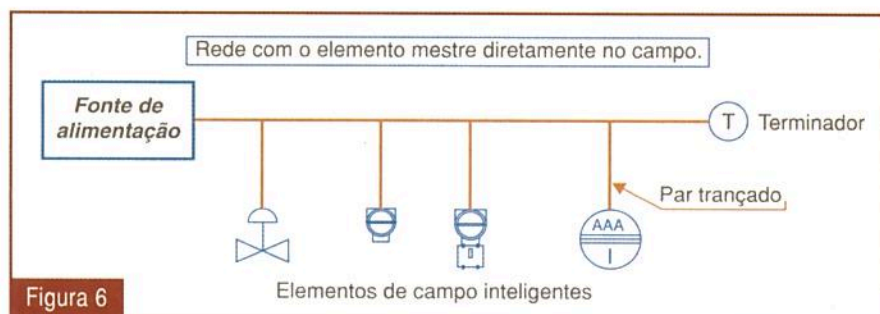 Rede com o elemento mestre diretamente no campo.
Fonte de
alimentação
T
Terminador
Par trançado
AAA
I
Elementos de campo inteligentes
Figura 6